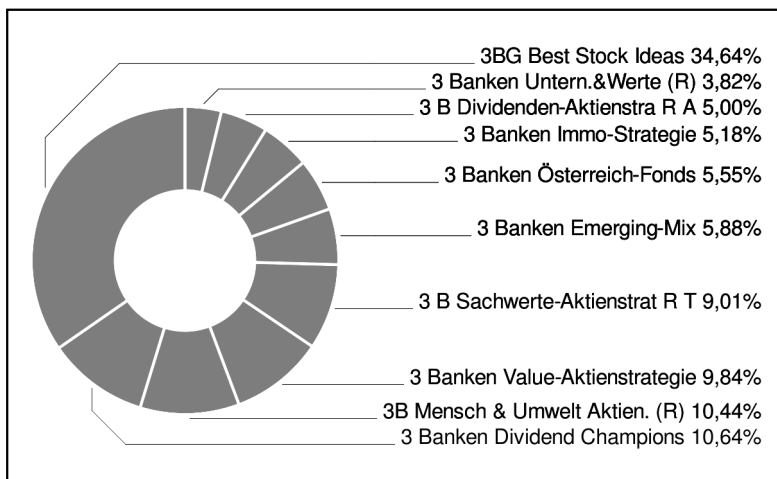 3BG Best Stock Ideas 34,64%
3 Banken Untern.&Werte (R) 3,82%
3 B Dividenden-Aktienstra R A 5,00%
3 Banken Immo-Strategie 5,18%
3 Banken Österreich-Fonds 5,55%
3 Banken Emerging-Mix 5,88%
3 B Sachwerte-Aktienstrat R T 9,01%
3 Banken Value-Aktienstrategie 9,84%
3B Mensch & Umwelt Aktien. (R) 10,44%
3 Banken Dividend Champions 10,64%